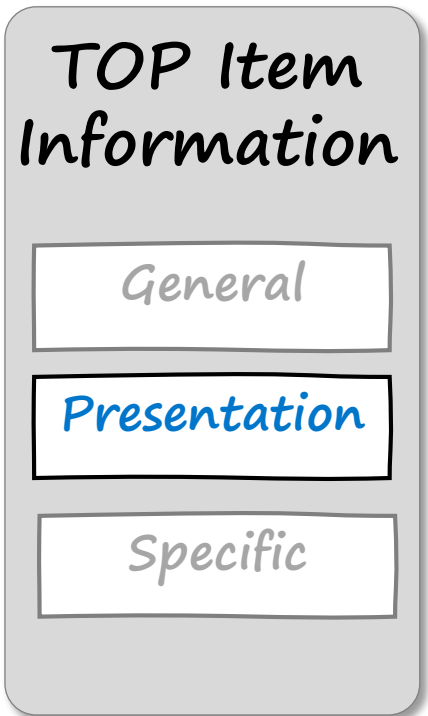 TOP Item
Information
General
Presentation
Specific